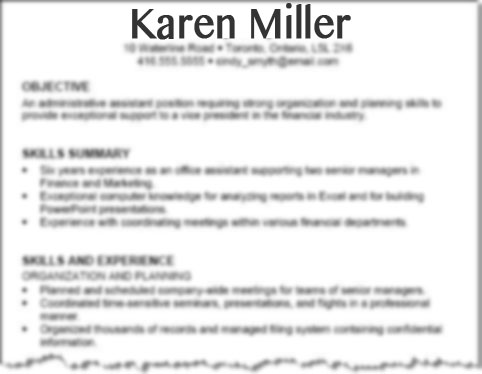 Karen Miller
10 Waterline Road • Toronto, Ontario, L5L 2X6
416.555.5555 • cindy_smyth@email.com
OBJECTIVE
An administrative assistant position requiring strong organization and planning skills to
provide exceptional support to a vice president in the financial industry.
SKILLS SUMMARY
• Six years experience as an office assistant supporting two senior managers in
Finance and Marketing.
• Exceptional computer knowledge for analyzing reports in Excel and for building
PowerPoint presentations.
• Experience with coordinating meetings within various financial departments.
SKILLS AND EXPERIENCE
ORGANIZATION AND PLANNING
• Planned and scheduled company-wide meetings for teams of senior managers.
• Coordinated time-sensitive seminars, presentations, and flights in a professional
manner.
• Organized thousands of records and managed filing system containing confidential
information.